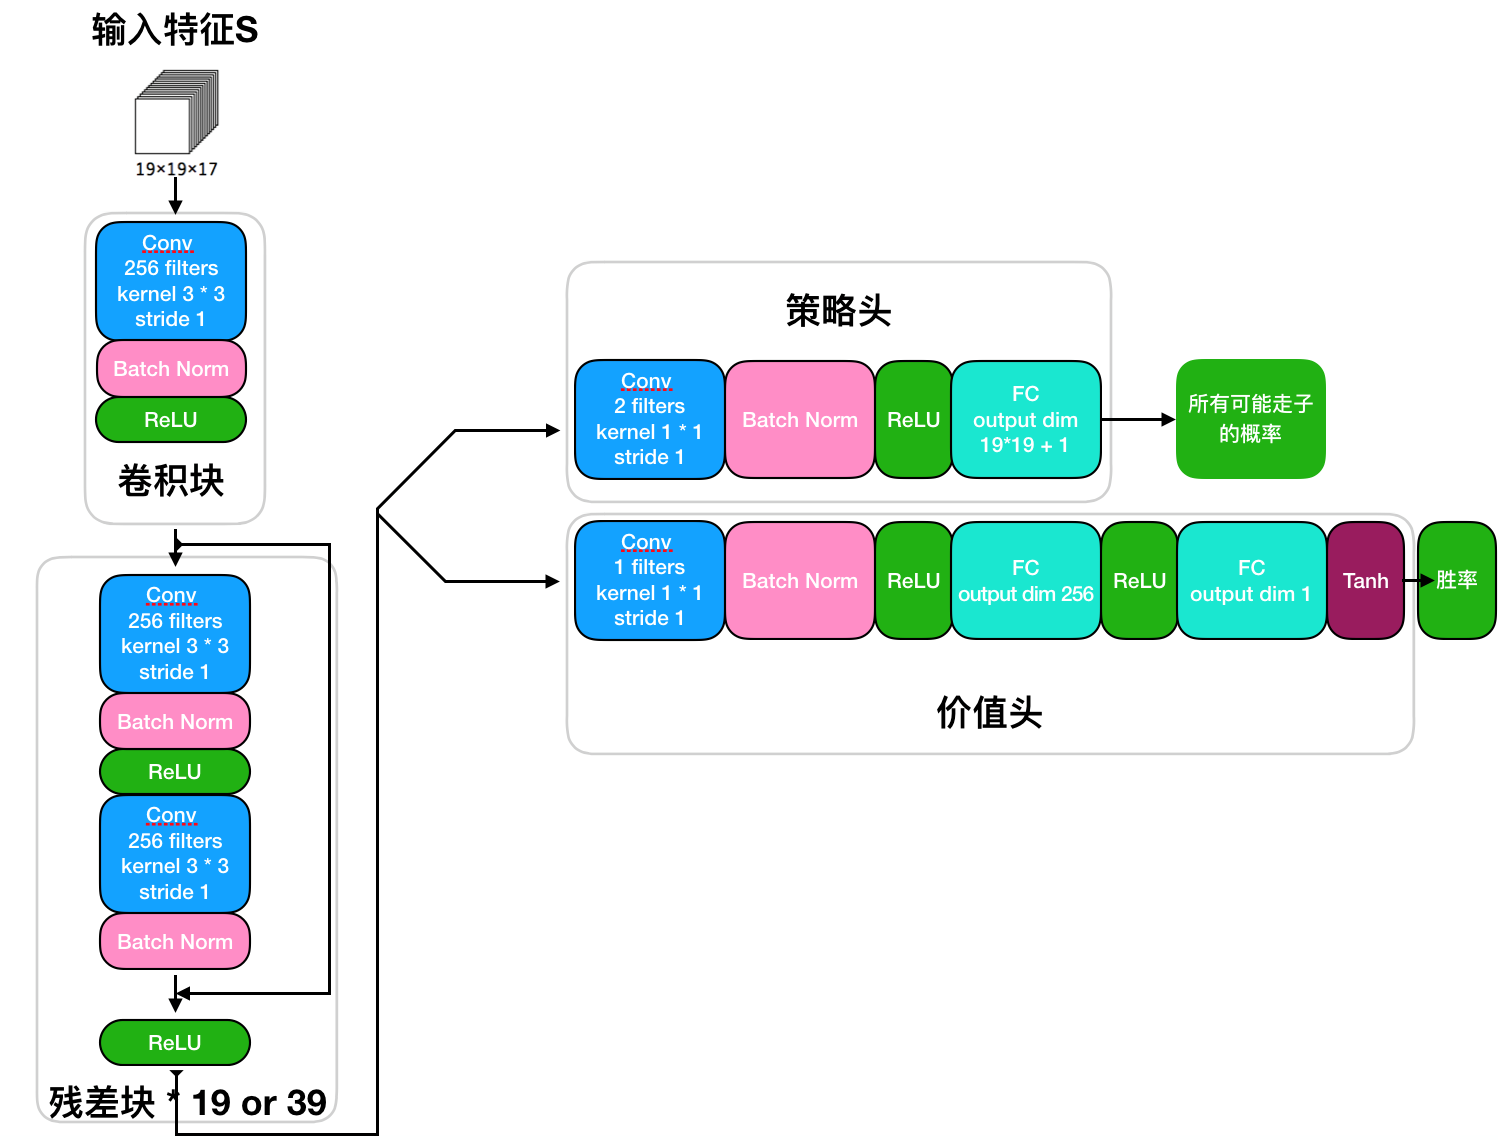 输入特征S
19×19×17
Conv
256 filters
kernel 3 * 3
stride 1
Batch Norm
ReLU
卷积块
Conv
256 filters
kernel 3 * 3
stride 1
Batch Norm
ReLU
Conv
256 filters
kernel 3 * 3
stride 1
Batch Norm
ReLU
残差块 * 19 or 39
策略头
Conv
2 filters
kernel 1 * 1
stride 1
Batch Norm
ReLU
FC
output dim
19*19 + 1
所有可能走子
的概率
Conv
1 filters
kernel 1 * 1
stride 1
Batch Norm
ReLU
FC
output dim 256
ReLU
FC
output dim 1
Tanh
胜率
价值头